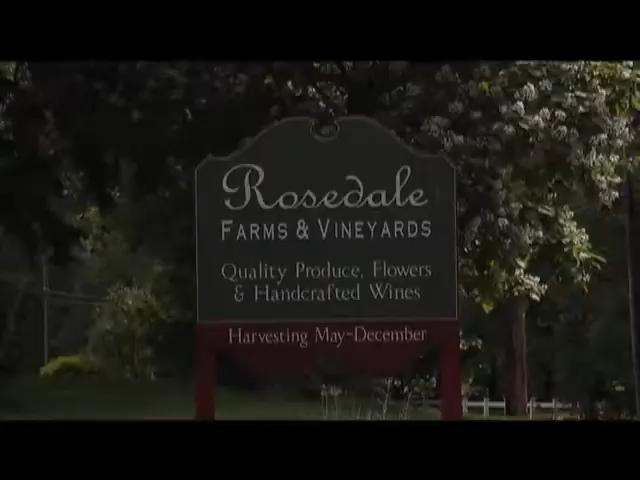 Rosedale
FARMS & VINEYARDS
Quality Produce, Flowers
& Handcrafted Wines
Harvesting May-December